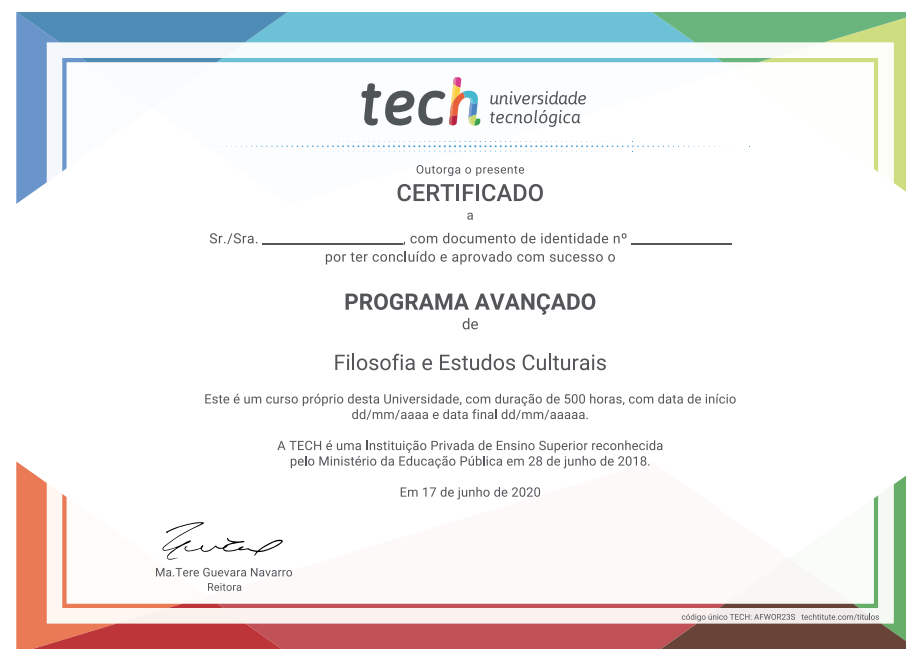 tech universidade
tecnológica
Outorga o presente
CERTIFICADO
a
Sr./Sra. ________________, com documento de identidade nº ____________
por ter concluído e aprovado com sucesso o
PROGRAMA AVANÇADO
de
Filosofia e Estudos Culturais
Este é um curso próprio desta Universidade, com duração de 500 horas, com data de início
dd/mm/aaaa e data final dd/mm/aaaaa.
A TECH é uma Instituição Privada de Ensino Superior reconhecida
pelo Ministério da Educação Pública em 28 de junho de 2018.
Em 17 de junho de 2020
Ma.Tere Guevara Navarro
Reitora
código único TECH: AFWOR23S techtitute.com/titulos